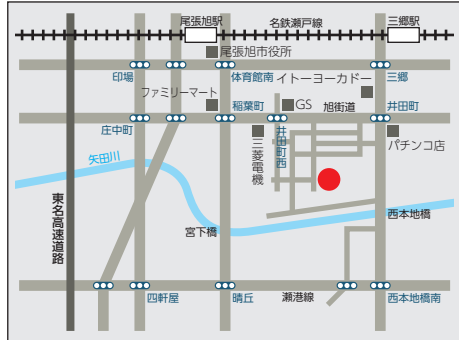 尾張旭駅
名鉄瀬戸線
三郷駅
尾張旭市役所
印場
体育館南
イトーヨーカドー
三郷
ファミリーマート
稲葉町
GS
旭街道
井田町
庄中町
三菱電機
井田町西
パチンコ店
矢田川
東名高速道路
宮下橋
西本地橋
四軒屋
晴丘
瀬港線
西本地橋南